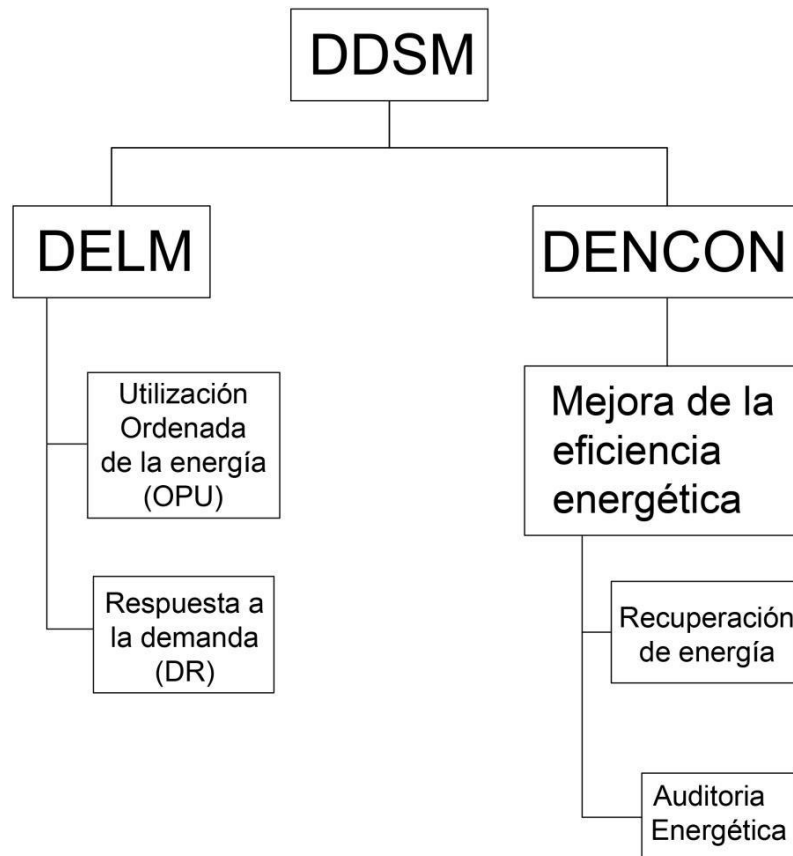 DDSM
DELM
DENCON
Utilización
Ordenada
de la energía
(OPU)
Respuesta a
la demanda
(DR)
Mejora de la
eficiencia
energética
Recuperación
de energía
Auditoria
Energética